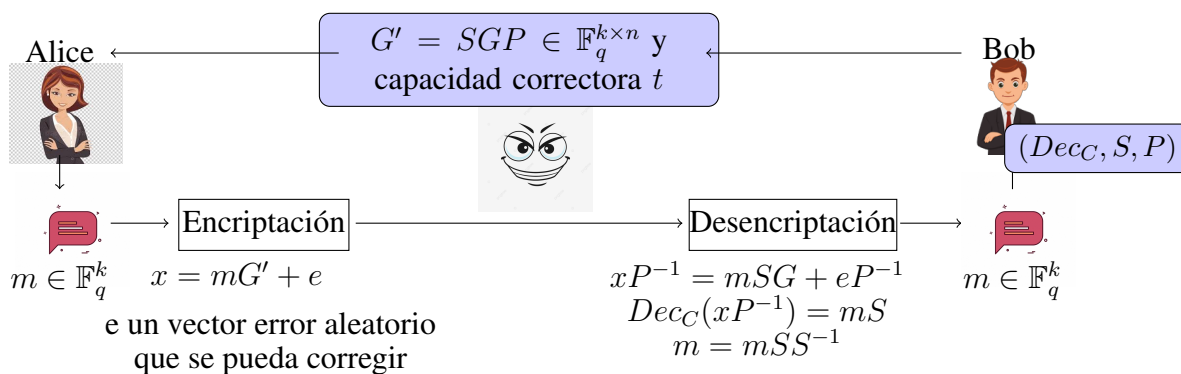 Alice
G′ = SGP ∈ 𝔽_q^{k×n} y
capacidad correctora t
Bob
(Dec_C, S, P)
Encriptación
Desencriptación
m ∈ 𝔽_q^k
x = mG′ + e
e un vector error aleatorio
que se pueda corregir
xP^{−1} = mSG + eP^{−1}
Dec_C(xP^{−1}) = mS
m = mSS^{−1}
m ∈ 𝔽_q^k